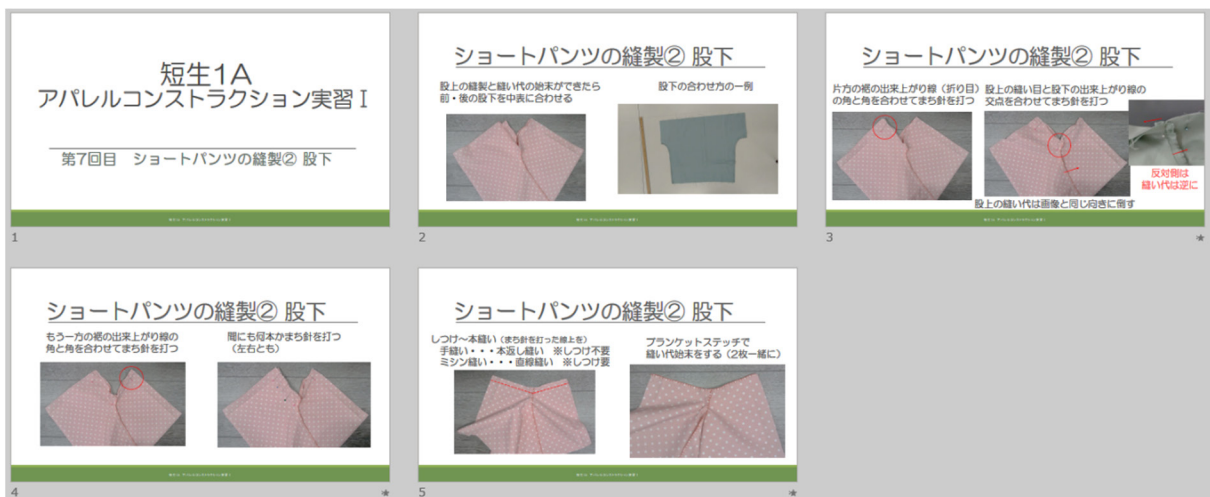 短生1A
アパレルコンストラクション実習Ⅰ
第7回目 ショートパンツの縫製② 股下
1
ショートパンツの縫製② 股下
股上の縫製と縫い代の始末ができたら
前・後の股下を中表に合わせる
股下の合わせ方の一例
2
ショートパンツの縫製② 股下
片方の裾の出来上がり線（折り目）
の角と角を合わせてまち針を打つ
股上の縫い目と股下の出来上がり線の
交点を合わせてまち針を打つ
反対側は
縫い代は逆に
股上の縫い代は画像と同じ向きに倒す
3
ショートパンツの縫製② 股下
もう一方の裾の出来上がり線の
角と角を合わせてまち針を打つ
間にも何本かまち針を打つ
（左右とも）
4
ショートパンツの縫製② 股下
しつけ～本縫い（まち針を打った線上を）
手縫い・・・本返し縫い ※しつけ不要
ミシン縫い・・・直線縫い ※しつけ要
ブランケットステッチで
縫い代始末をする（2枚一緒に）
5